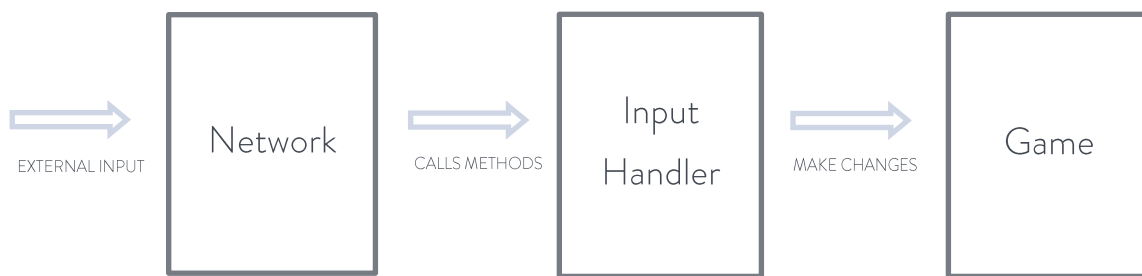 EXTERNAL INPUT
Network
CALLS METHODS
Input
Handler
MAKE CHANGES
Game